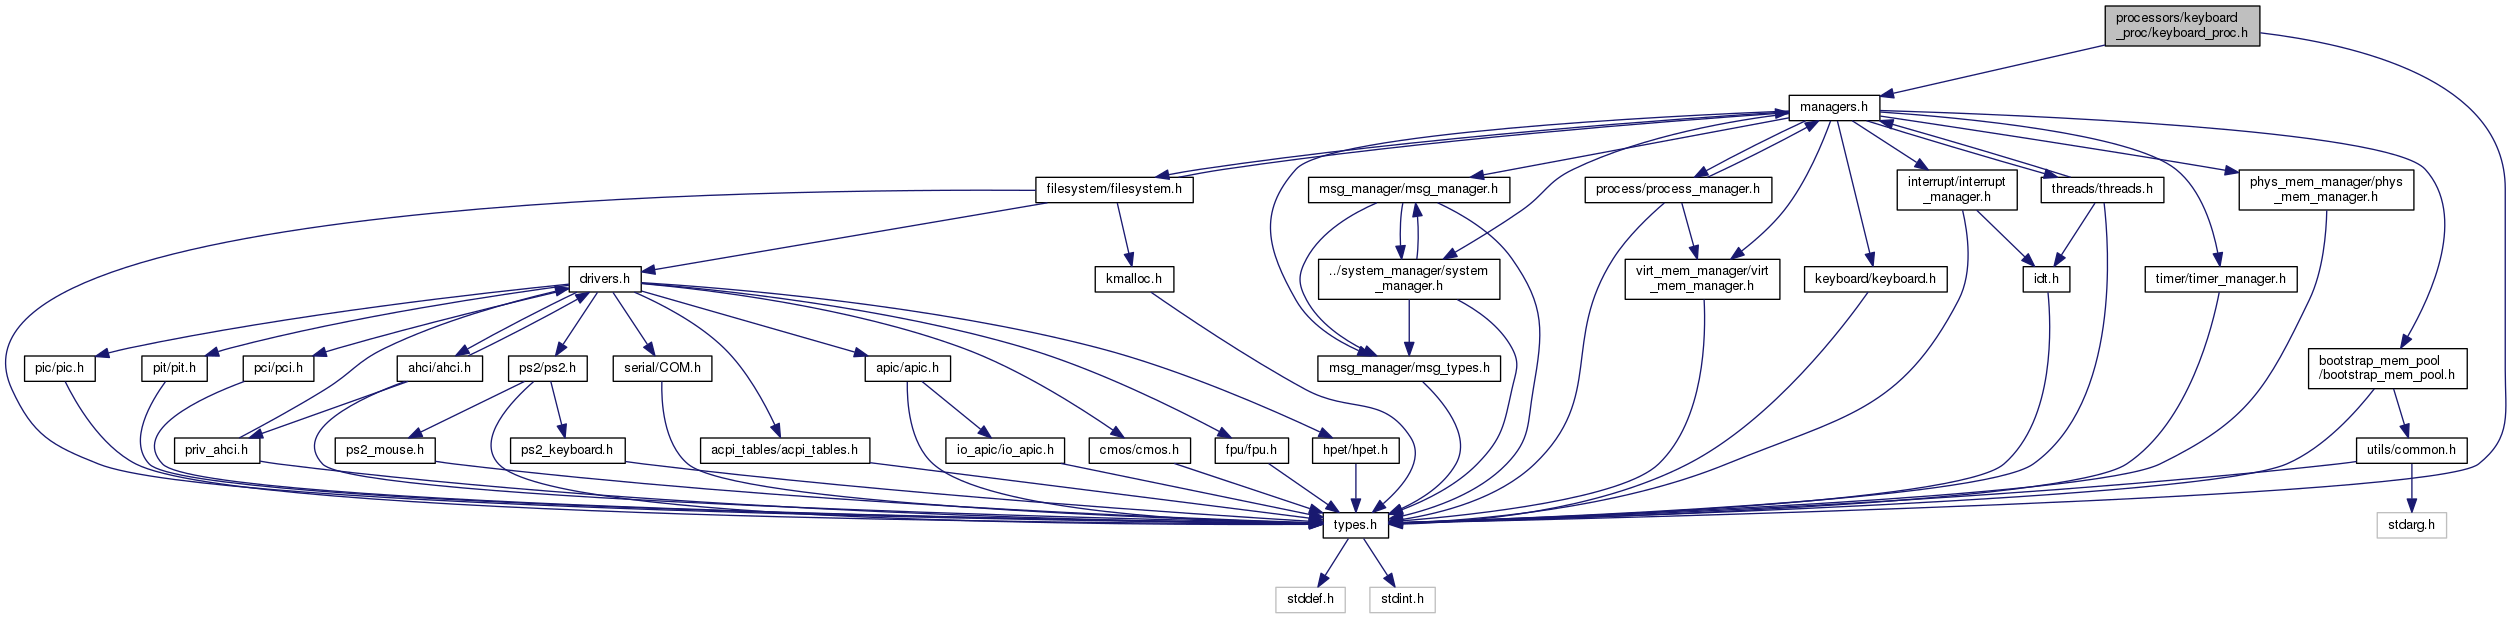 processors/keyboard
_proc/keyboard_proc.h
managers.h
filesystem/filesystem.h
msg_manager/msg_manager.h
process/process_manager.h
interrupt/interrupt
_manager.h
threads/threads.h
phys_mem_manager/phys
_mem_manager.h
drivers.h
kmalloc.h
../system_manager/system
_manager.h
virt_mem_manager/virt
_mem_manager.h
keyboard/keyboard.h
idt.h
timer/timer_manager.h
pic/pic.h
pit/pit.h
pci/pci.h
ahci/ahci.h
ps2/ps2.h
serial/COM.h
apic/apic.h
msg_manager/msg_types.h
bootstrap_mem_pool
/bootstrap_mem_pool.h
priv_ahci.h
ps2_mouse.h
ps2_keyboard.h
acpi_tables/acpi_tables.h
io_apic/io_apic.h
cmos/cmos.h
fpu/fpu.h
hpet/hpet.h
utils/common.h
types.h
stdarg.h
stddef.h
stdint.h